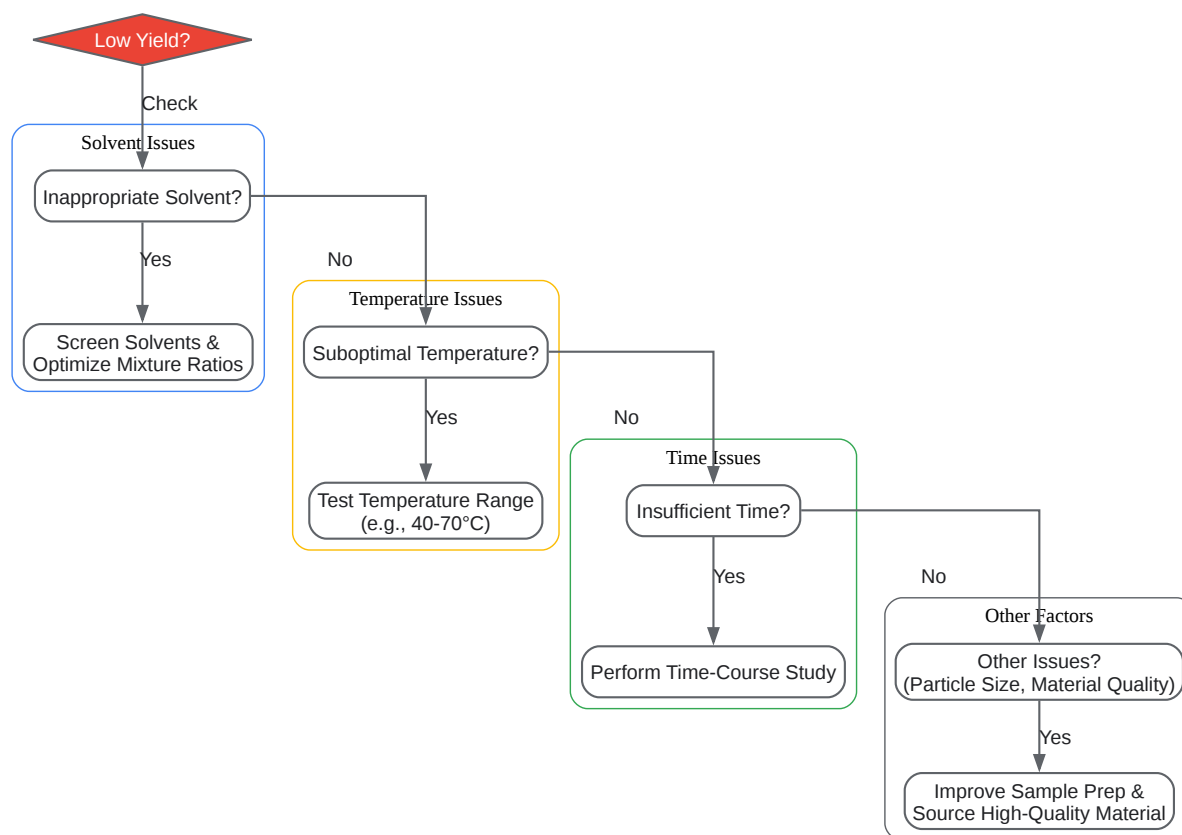 Low Yield?
Check
Solvent Issues
Inappropriate Solvent?
Yes
No
Screen Solvents &
Optimize Mixture Ratios
Temperature Issues
Suboptimal Temperature?
Yes
No
Test Temperature Range
(e.g., 40-70°C)
Time Issues
Insufficient Time?
Yes
No
Perform Time-Course Study
Other Factors
Other Issues?
(Particle Size, Material Quality)
Yes
Improve Sample Prep &
Source High-Quality Material